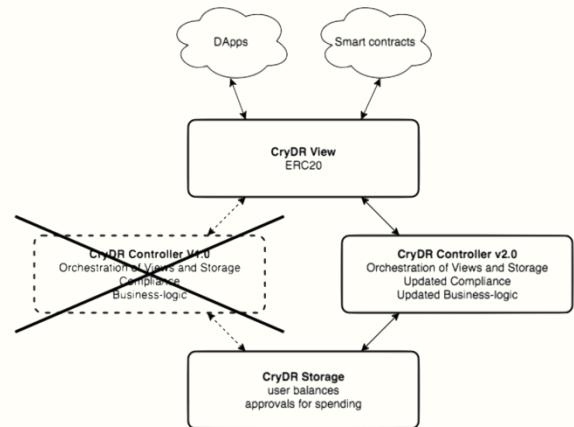 DApps
Smart contracts
CryDR View
ERC20
CryDR Controller V1.0
Orchestration of Views and Storage
Compliance
Business-logic
CryDR Controller v2.0
Orchestration of Views and Storage
Updated Compliance
Updated Business-logic
CryDR Storage
user balances
approvals for spending